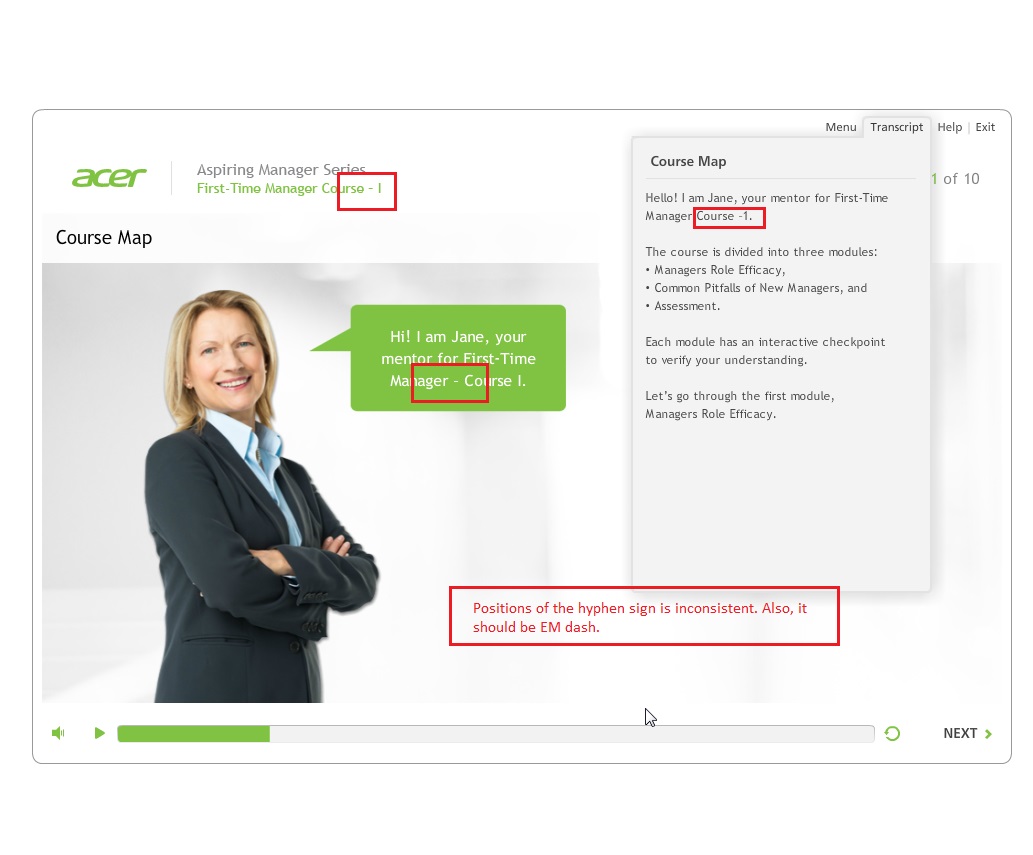 Menu Transcript Help | Exit
acer
Aspiring Manager Series
First-Time Manager Course - I
1 of 10
Course Map
Hi! I am Jane, your
mentor for First-Time
Manager - Course I.
Course Map
Hello! I am Jane, your mentor for First-Time
Manager Course -1.
The course is divided into three modules:
• Managers Role Efficacy,
• Common Pitfalls of New Managers, and
• Assessment.
Each module has an interactive checkpoint
to verify your understanding.
Let's go through the first module,
Managers Role Efficacy.
Positions of the hyphen sign is inconsistent. Also, it
should be EM dash.
NEXT